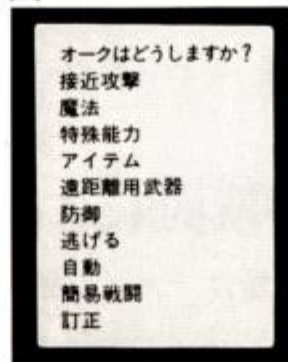 オークはどうしますか？
接近攻撃
魔法
特殊能力
アイテム
遠距離用武器
防御
逃げる
自動
簡易戦闘
訂正